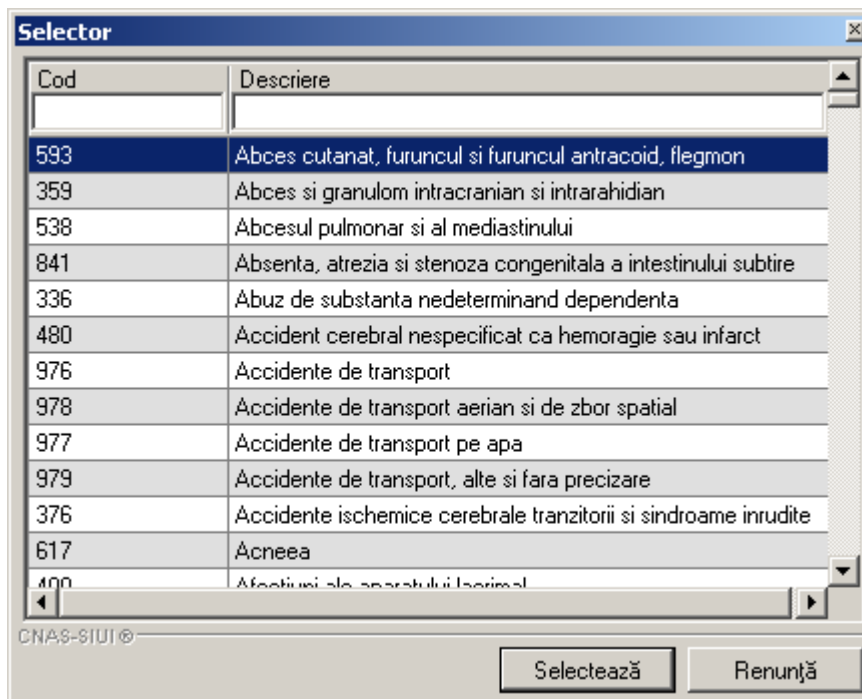 Selector
Cod Descriere
593 Abces cutanat, furuncul si furuncul antracoid, flegmon
359 Abces si granulom intracranian si intrarahidian
538 Abcesul pulmonar si al mediastinului
841 Absenta, atrezia si stenoza congenitala a intestinului subtire
336 Abuz de substanta nedeterminand dependenta
480 Accident cerebral nespecificat ca hemoragie sau infarct
976 Accidente de transport
978 Accidente de transport aerian si de zbor spatial
977 Accidente de transport pe apa
979 Accidente de transport, alte si fara precizare
376 Accidente ischemice cerebrale tranzitorii si sindroame inrudite
617 Acneea
Afectiuni ale aparatului lacrimal
CNAS-SIUI®
Selectează Renunţă